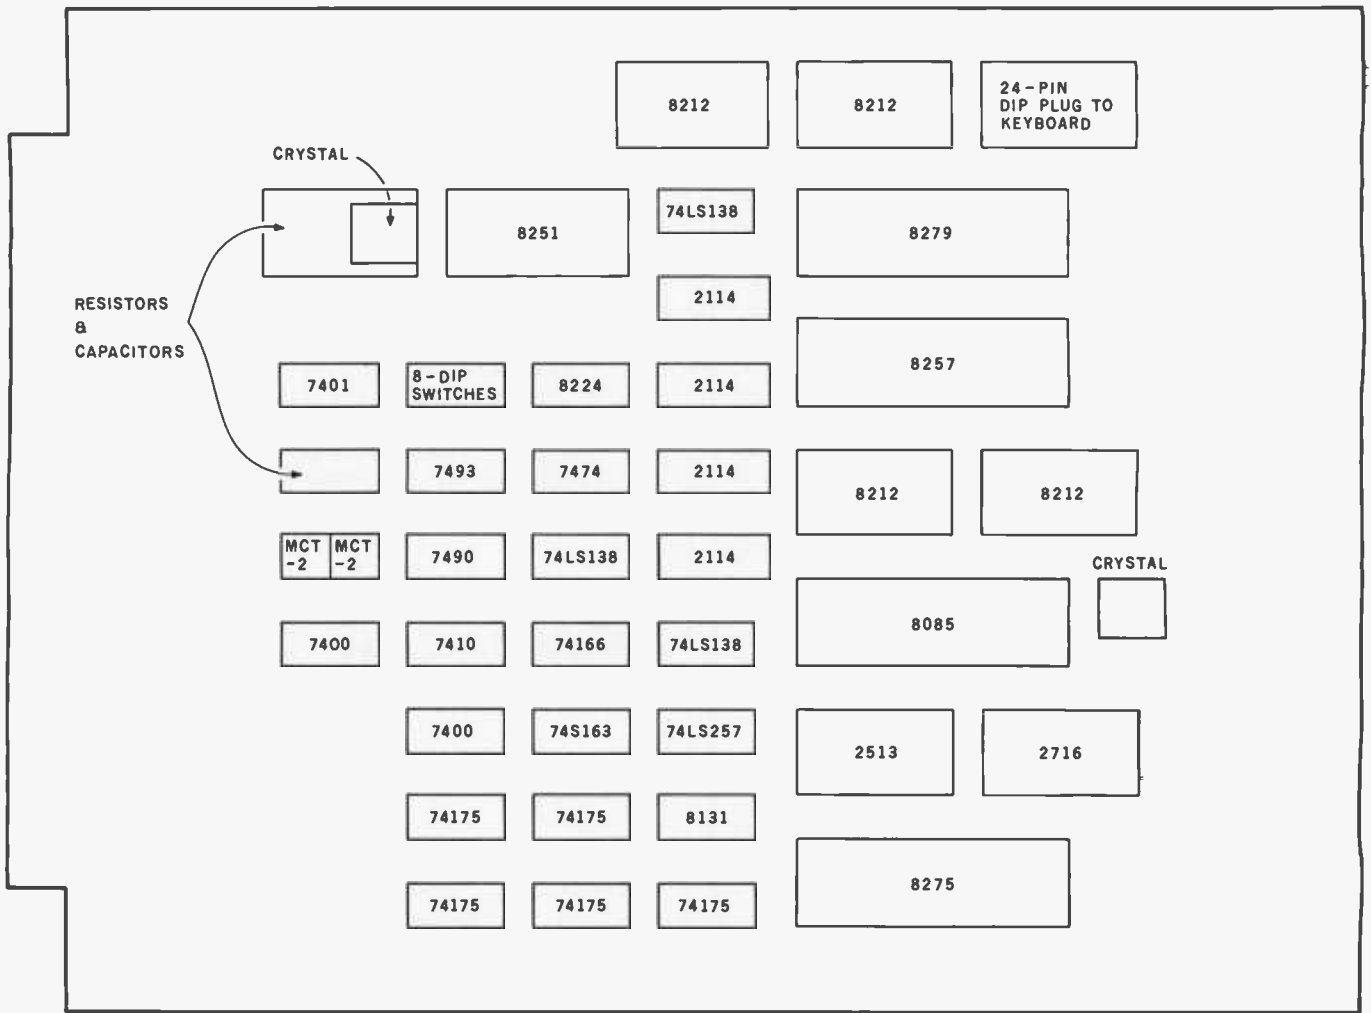 8212
8212
24-PIN
DIP PLUG TO
KEYBOARD
CRYSTAL
8251
74LS138
8279
2114
RESISTORS
&
CAPACITORS
8257
7401
8-DIP
SWITCHES
8224
2114
7493
7474
2114
8212
8212
MCT
-2
MCT
-2
7490
74LS138
2114
CRYSTAL
8085
7400
7410
74166
74LS138
7400
74S163
74LS257
2513
2716
74175
74175
8131
8275
74175
74175
74175